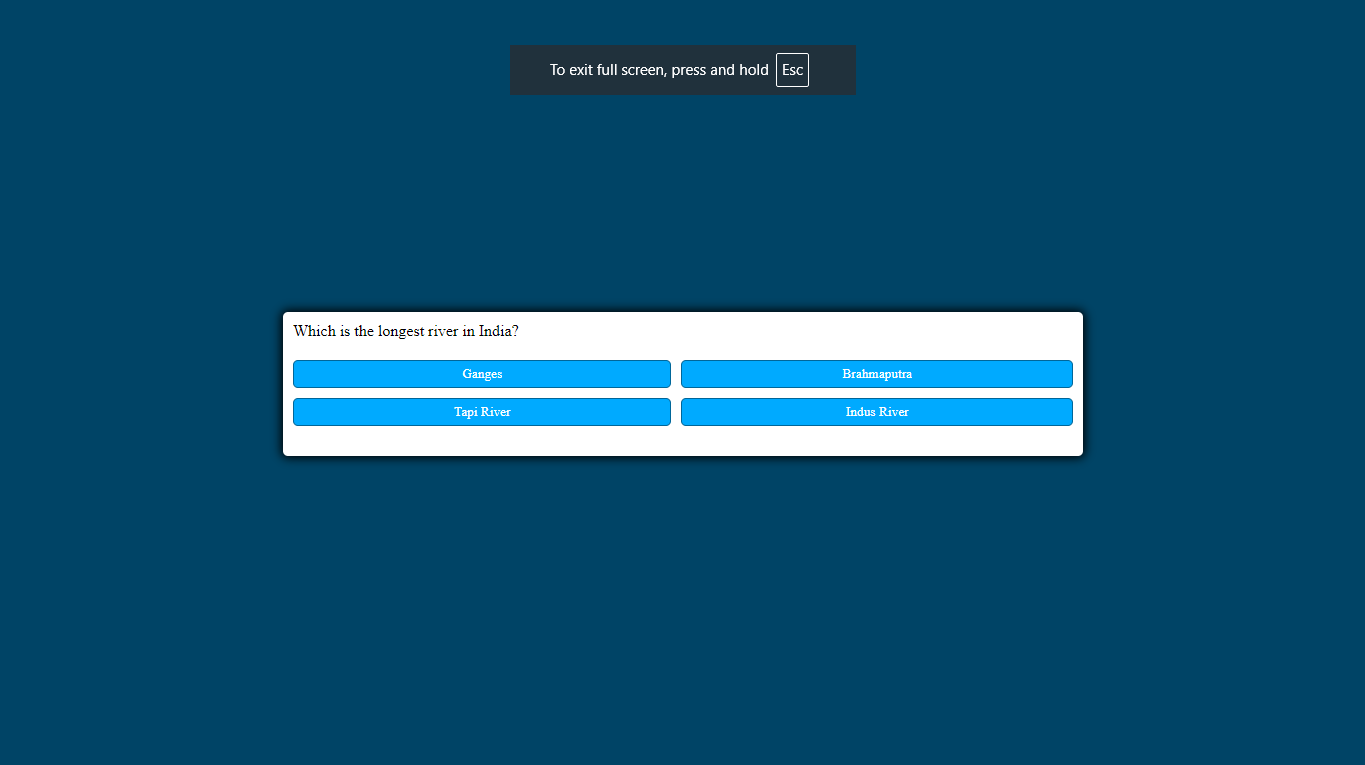 To exit full screen, press and hold Esc
Which is the longest river in India?
Ganges
Brahmaputra
Tapi River
Indus River